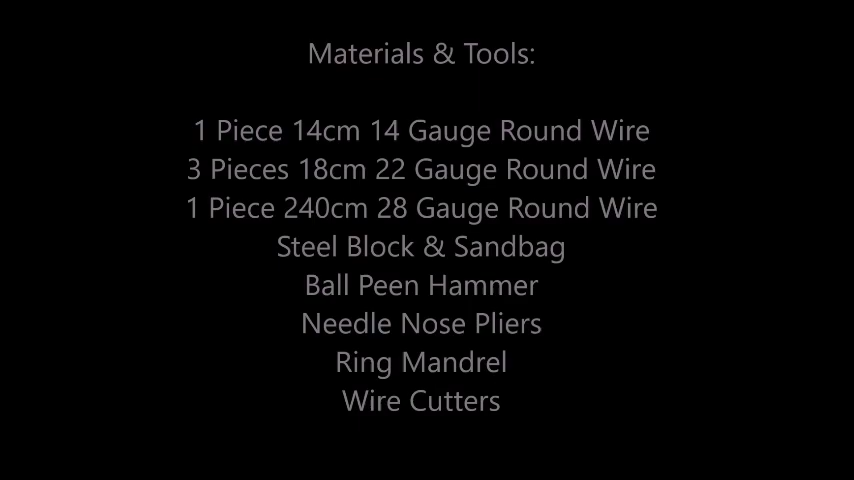 Materials & Tools:
1 Piece 14cm 14 Gauge Round Wire
3 Pieces 18cm 22 Gauge Round Wire
1 Piece 240cm 28 Gauge Round Wire
Steel Block & Sandbag
Ball Peen Hammer
Needle Nose Pliers
Ring Mandrel
Wire Cutters